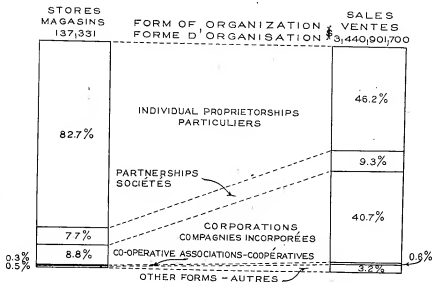 STORES
MAGASINS
137,331
FORM OF ORGANIZATION
FORME D'ORGANISATION
SALES
VENTES
$
3,440,901,700
82.7%
INDIVIDUAL PROPRIETORSHIPS
PARTICULIERS
46.2%
PARTNERSHIPS
SOCIÉTÉS
9.3%
7.7%
CORPORATIONS
COMPAGNIES INCORPORÉES
40.7%
8.8%
CO-OPERATIVE ASSOCIATIONS-COOPÉRATIVES
0.3%
0.6%
0.5%
3.2%
OTHER FORMS - AUTRES